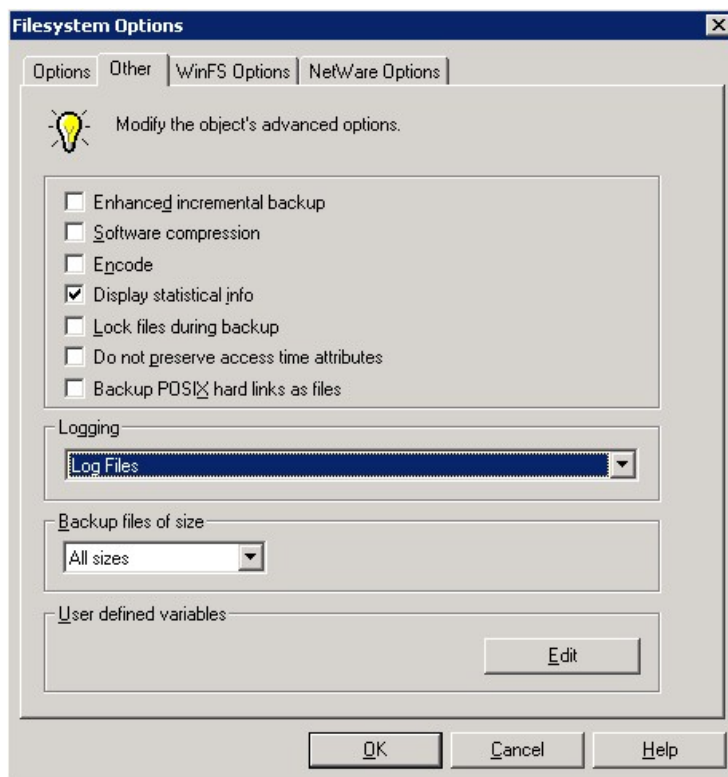 Filesystem Options
Options Other WinFS Options NetWare Options
Modify the object's advanced options.
Enhanced incremental backup
Software compression
Encode
Display statistical info
Lock files during backup
Do not preserve access time attributes
Backup POSIX hard links as files
Logging
Log Files
Backup files of size
All sizes
User defined variables
Edit
OK Cancel Help